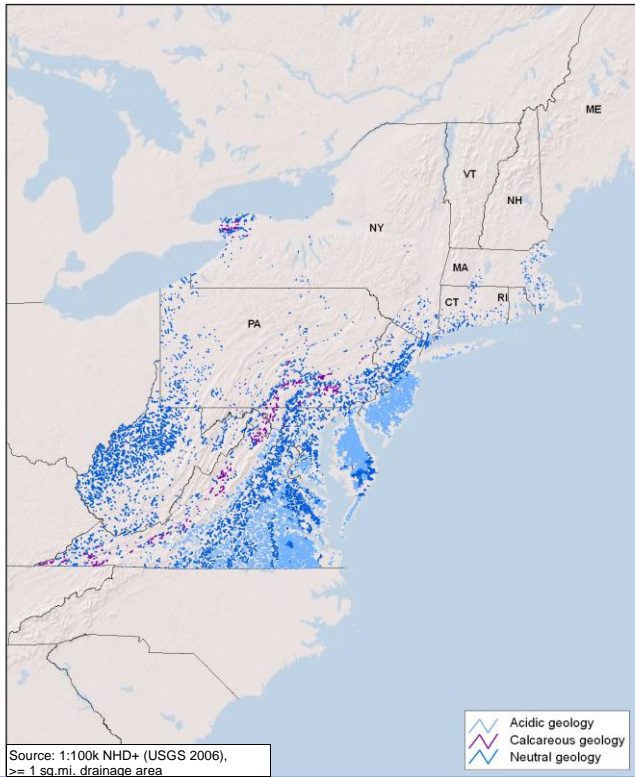 ME
VT
NH
NY
MA
CT
RI
PA
Acidic geology
Calcareous geology
Neutral geology
Source: 1:100k NHD+ (USGS 2006),
>= 1 sq.mi. drainage area